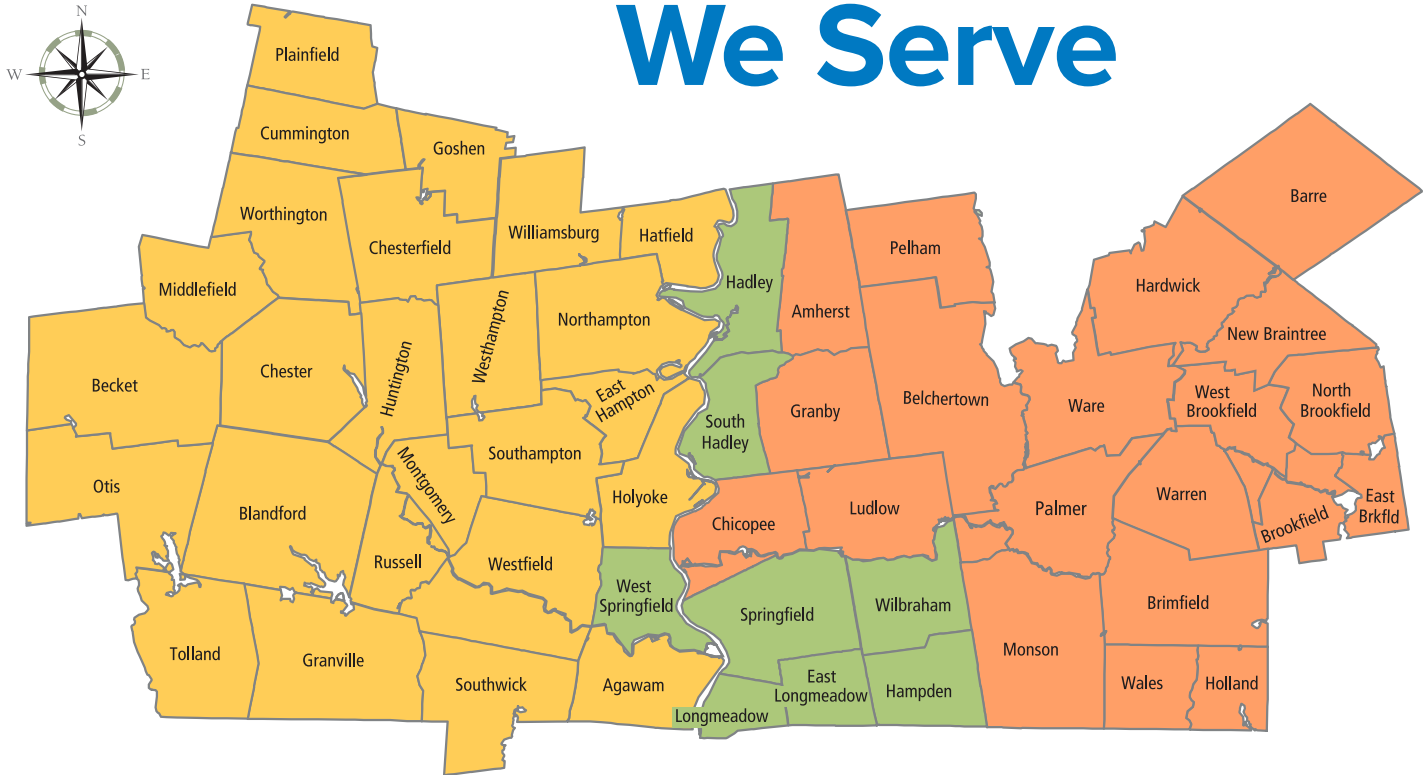 We Serve
N
W
E
S
Plainfield
Cummington
Goshen
Worthington
Chesterfield
Williamsburg
Hatfield
Middlefield
Hadley
Pelham
Barre
Hardwick
Amherst
Northampton
Westhampton
New Braintree
Becket
Chester
Huntington
East
Hampton
Granby
Belchertown
Ware
West
Brookfield
North
Brookfield
South
Hadley
Southampton
Montgomery
Otis
Blandford
Holyoke
Chicopee
Ludlow
Palmer
Warren
East
Brkfld
Brookfield
Russell
Westfield
West
Springfield
Springfield
Wilbraham
Brimfield
Tolland
Granville
Southwick
Agawam
Longmeadow
East
Longmeadow
Hampden
Monson
Wales
Holland